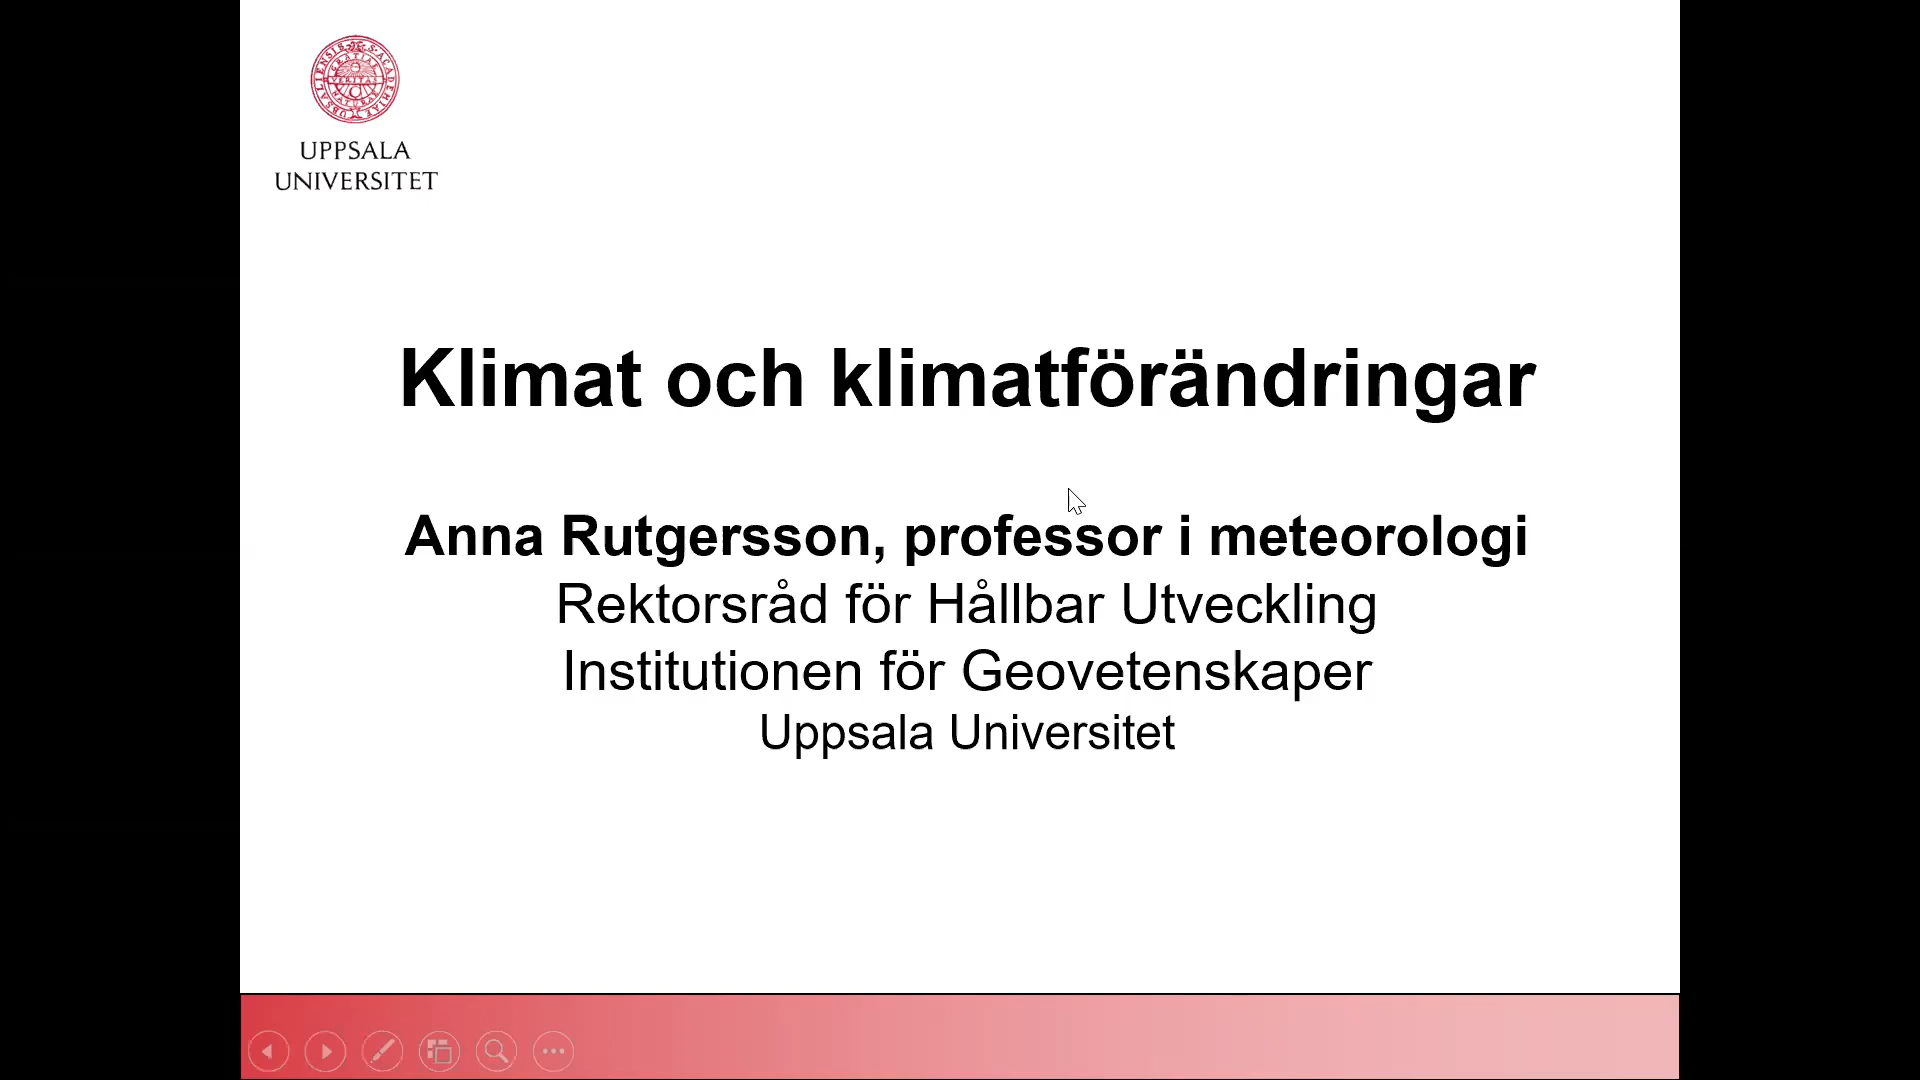 UPPSALA
UNIVERSITET
Klimat och klimatförändringar
Anna Rutgersson, professor i meteorologi
Rektorsråd för Hållbar Utveckling
Institutionen för Geovetenskaper
Uppsala Universitet